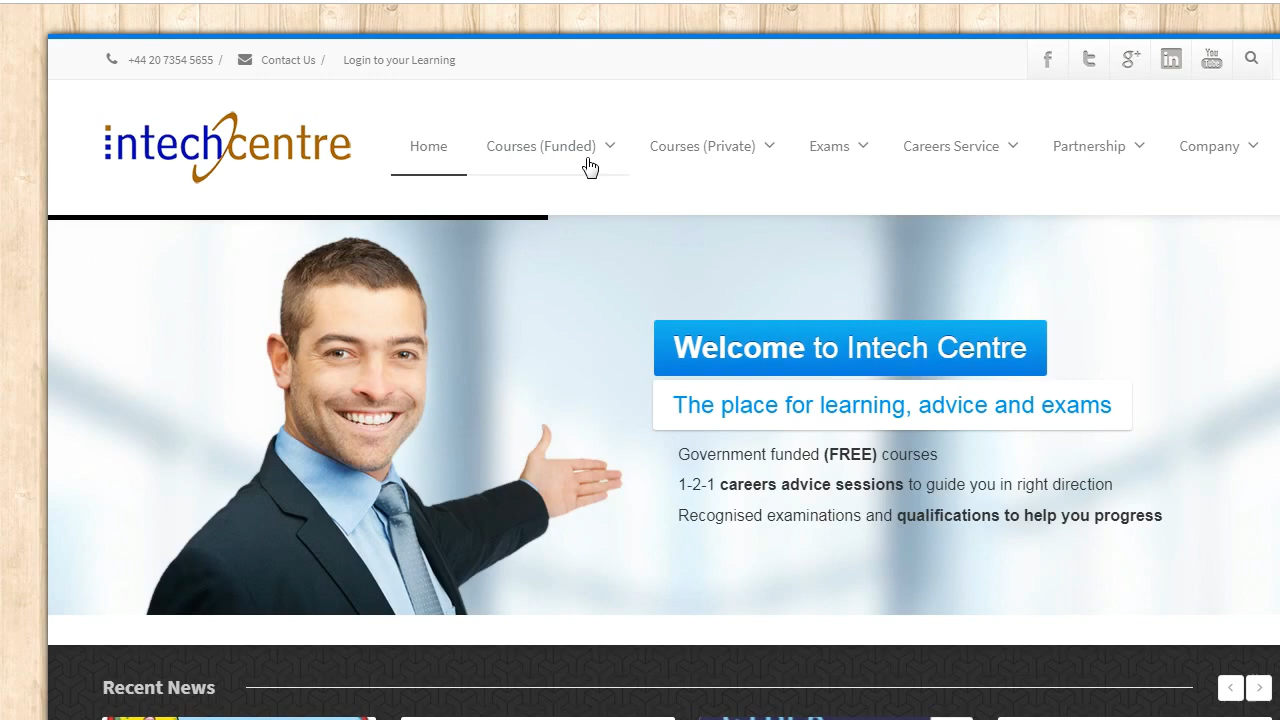 +44 20 7354 5655 / Contact Us / Login to your Learning
You Tube
intechcentre
Home Courses (Funded) Courses (Private) Exams Careers Service Partnership Company
Welcome to Intech Centre
The place for learning, advice and exams
Government funded (FREE) courses
1-2-1 careers advice sessions to guide you in right direction
Recognised examinations and qualifications to help you progress
Recent News